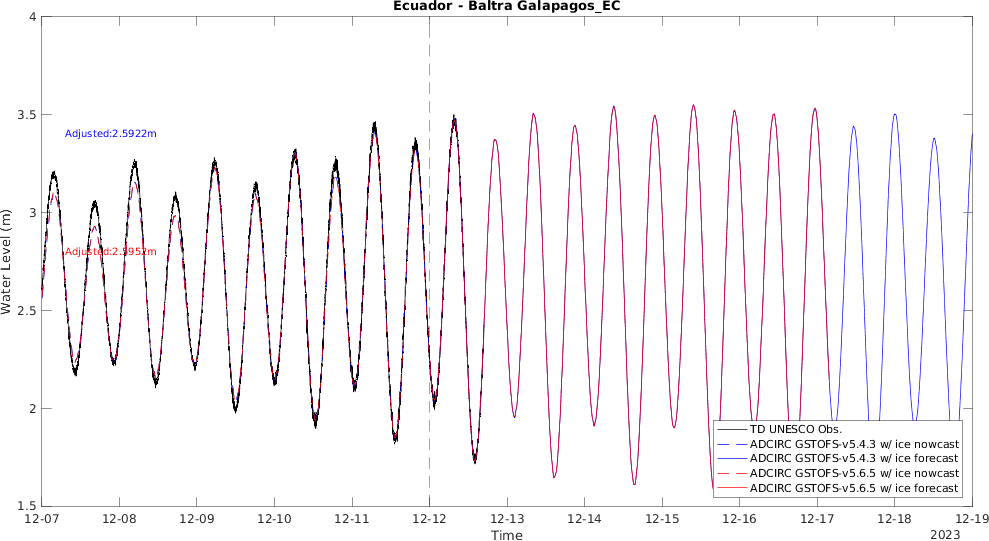 Ecuador - Baltra Galapagos_EC
Water Level (m)
4
3.5
3
2.5
2
1.5
Adjusted:2.5922m
Adjusted:2.5952m
TD UNESCO Obs.
ADCIRC GSTOFS-v5.4.3 w/ ice nowcast
ADCIRC GSTOFS-v5.4.3 w/ ice forecast
ADCIRC GSTOFS-v5.6.5 w/ ice nowcast
ADCIRC GSTOFS-v5.6.5 w/ ice forecast
12-07 12-08 12-09 12-10 12-11 12-12 12-13 12-14 12-15 12-16 12-17 12-18 12-19
Time
2023